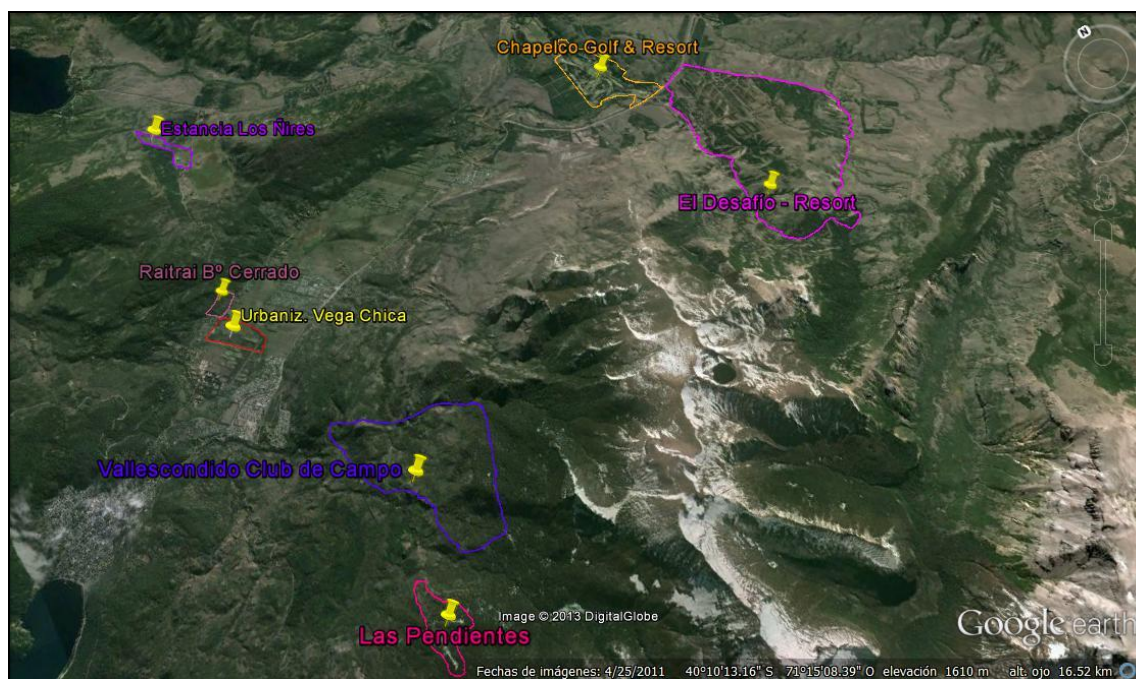 N
Chapelco Golf & Resort
Estancia Los Ñires
El Desafío - Resort
Raitrai Bº Cerrado
Urbaniz. Vega Chica
Vallescondido Club de Campo
Las Pendientes
Image © 2013 DigitalGlobe
Google earth
Fechas de imágenes: 4/25/2011 40°10'13.16" S 71°15'08.39" O elevación 1610 m alt. ojo 16.52 km